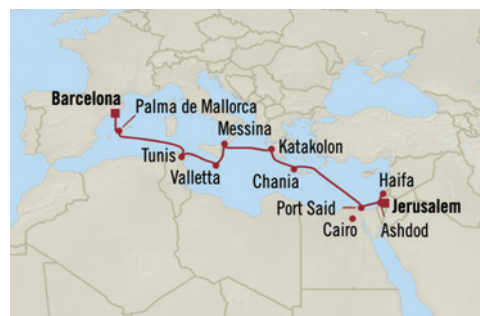 Barcelona
Palma de Mallorca
Messina
Tunis
Katakolon
Valletta
Chania
Haifa
Port Said
Jerusalem
Cairo
Ashdod